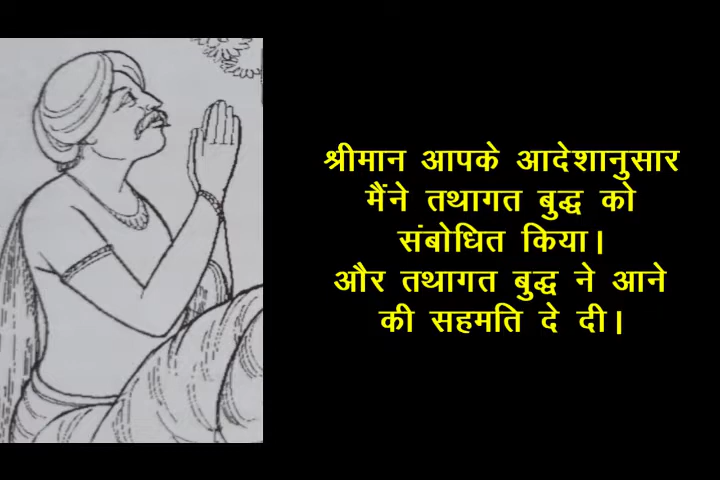 श्रीमान आपके आदेशानुसार
मैंने तथागत बुद्ध को
संबोधित किया।
और तथागत बुद्ध ने आने
की सहमति दे दी।